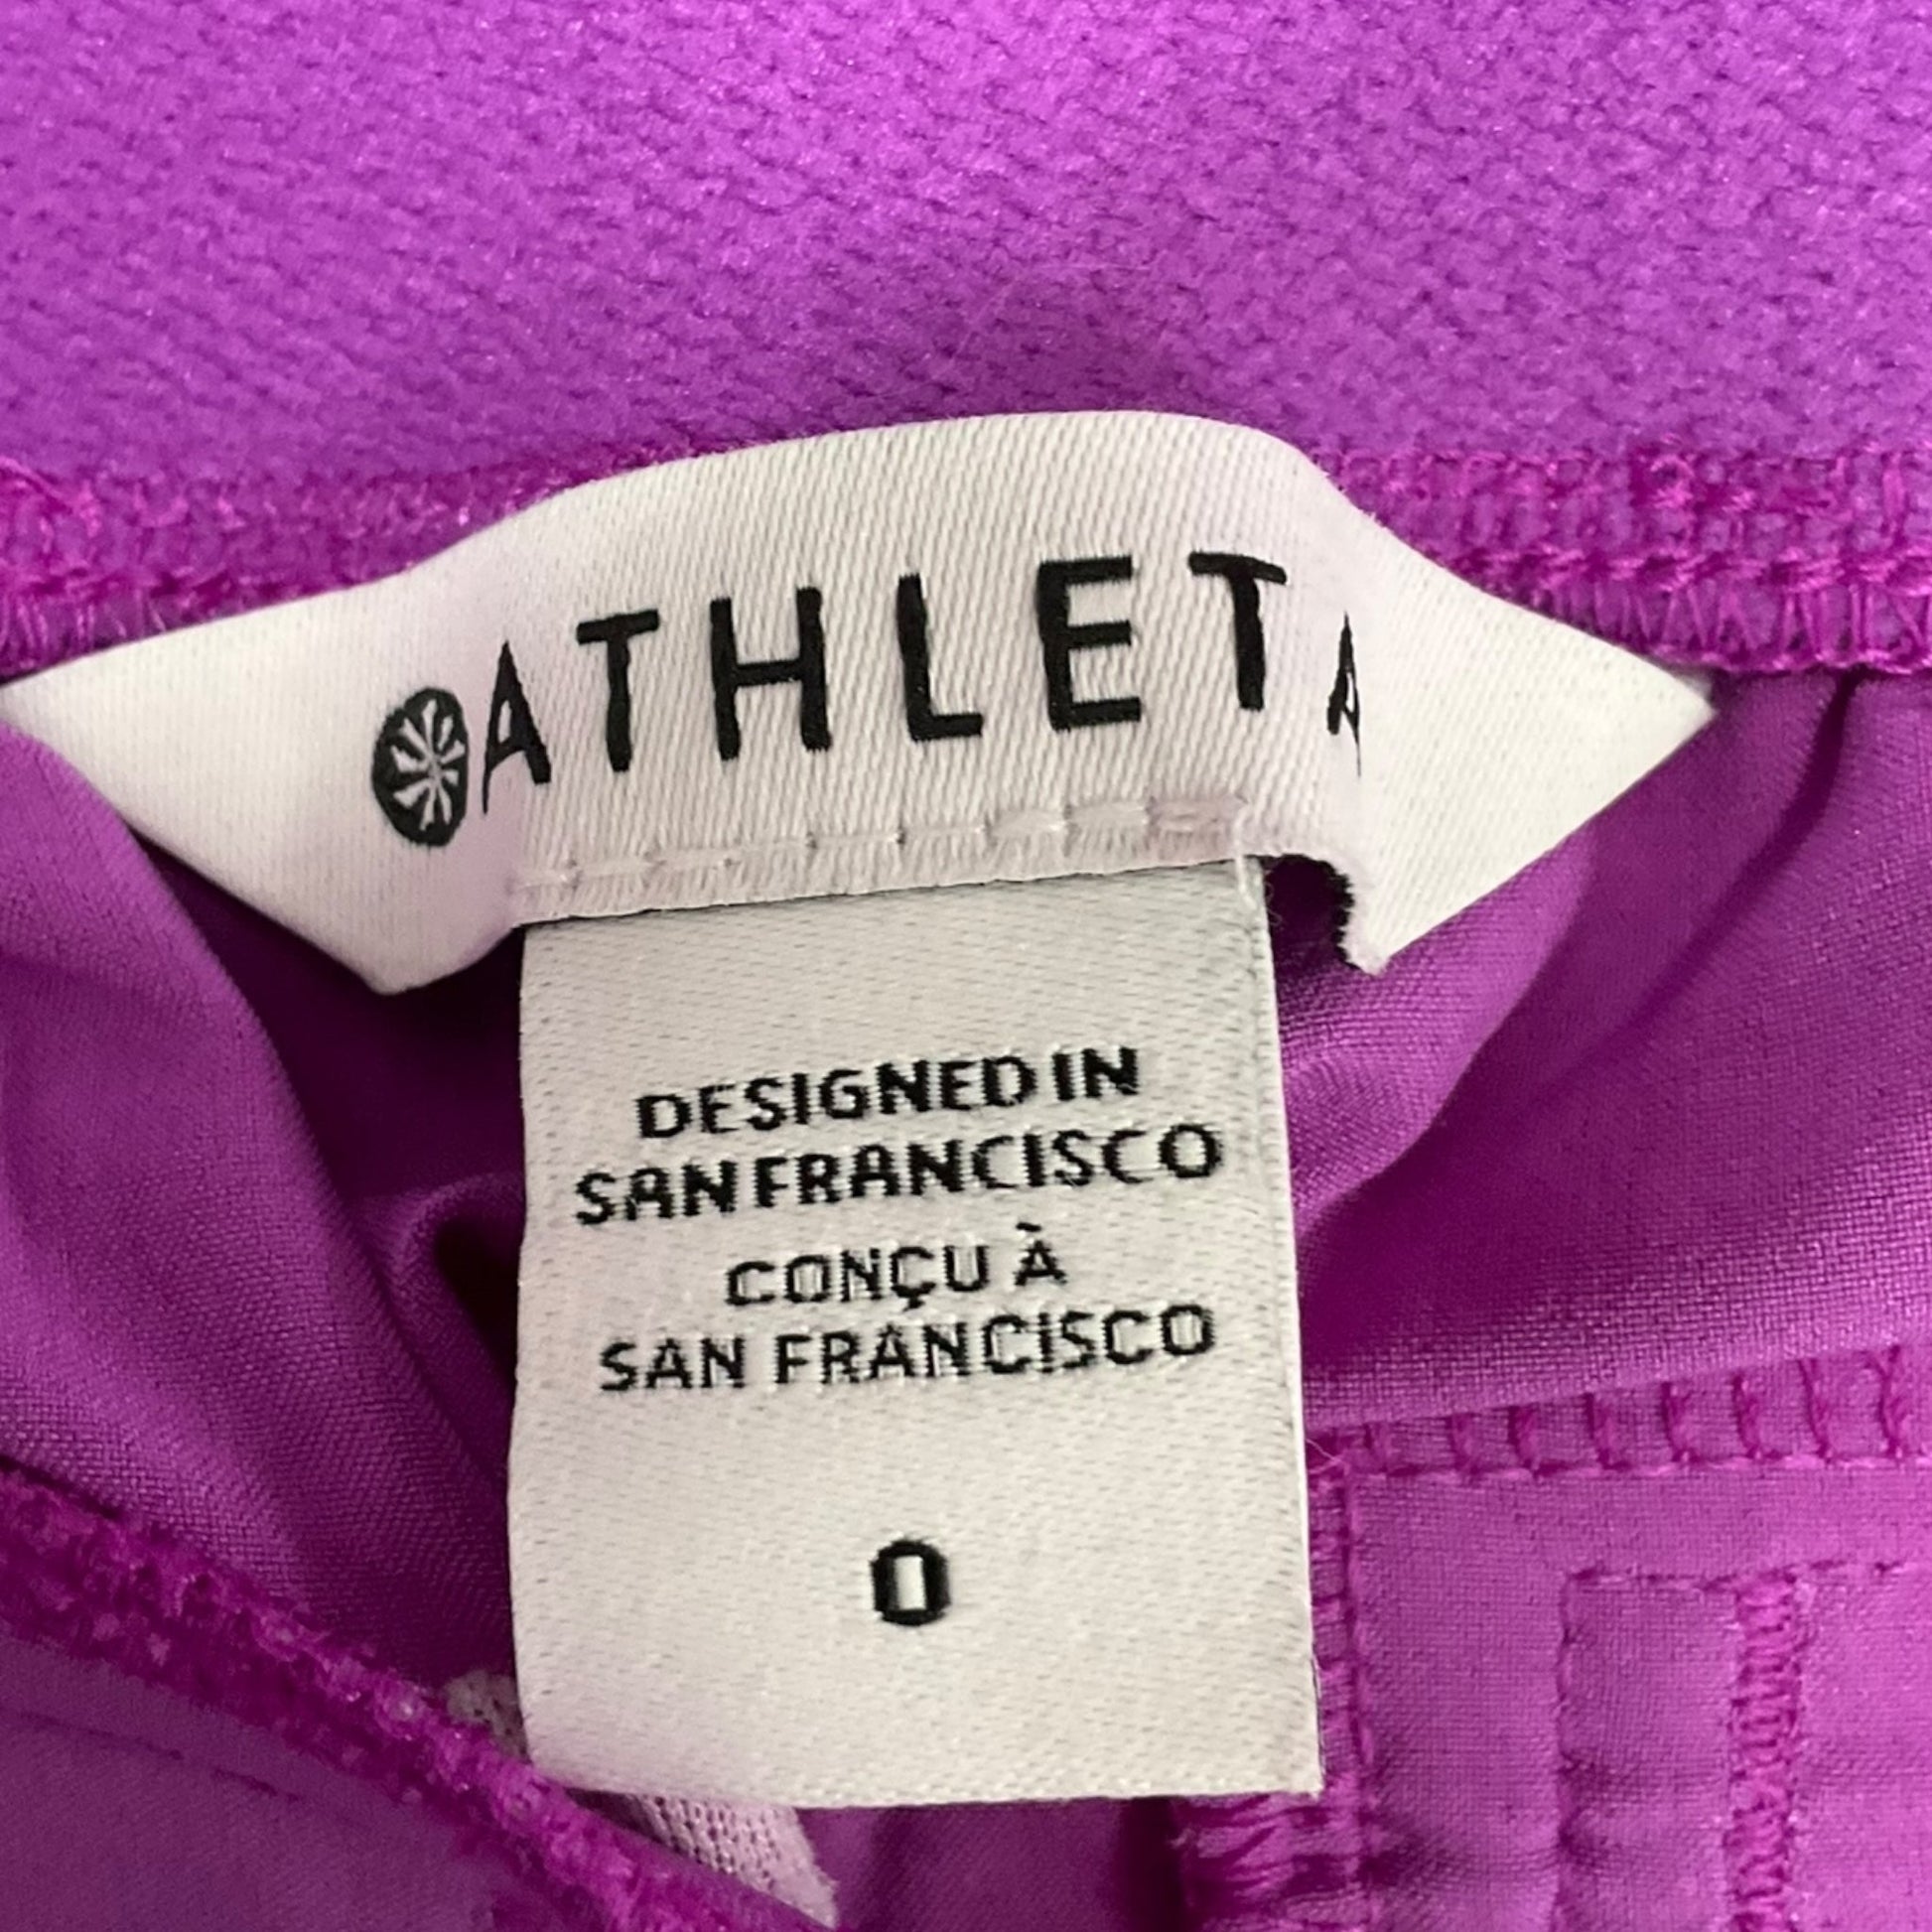 ATHLETA
DESIGNED IN
SAN FRANCISCO
CONÇU À
SAN FRANCISCO
0